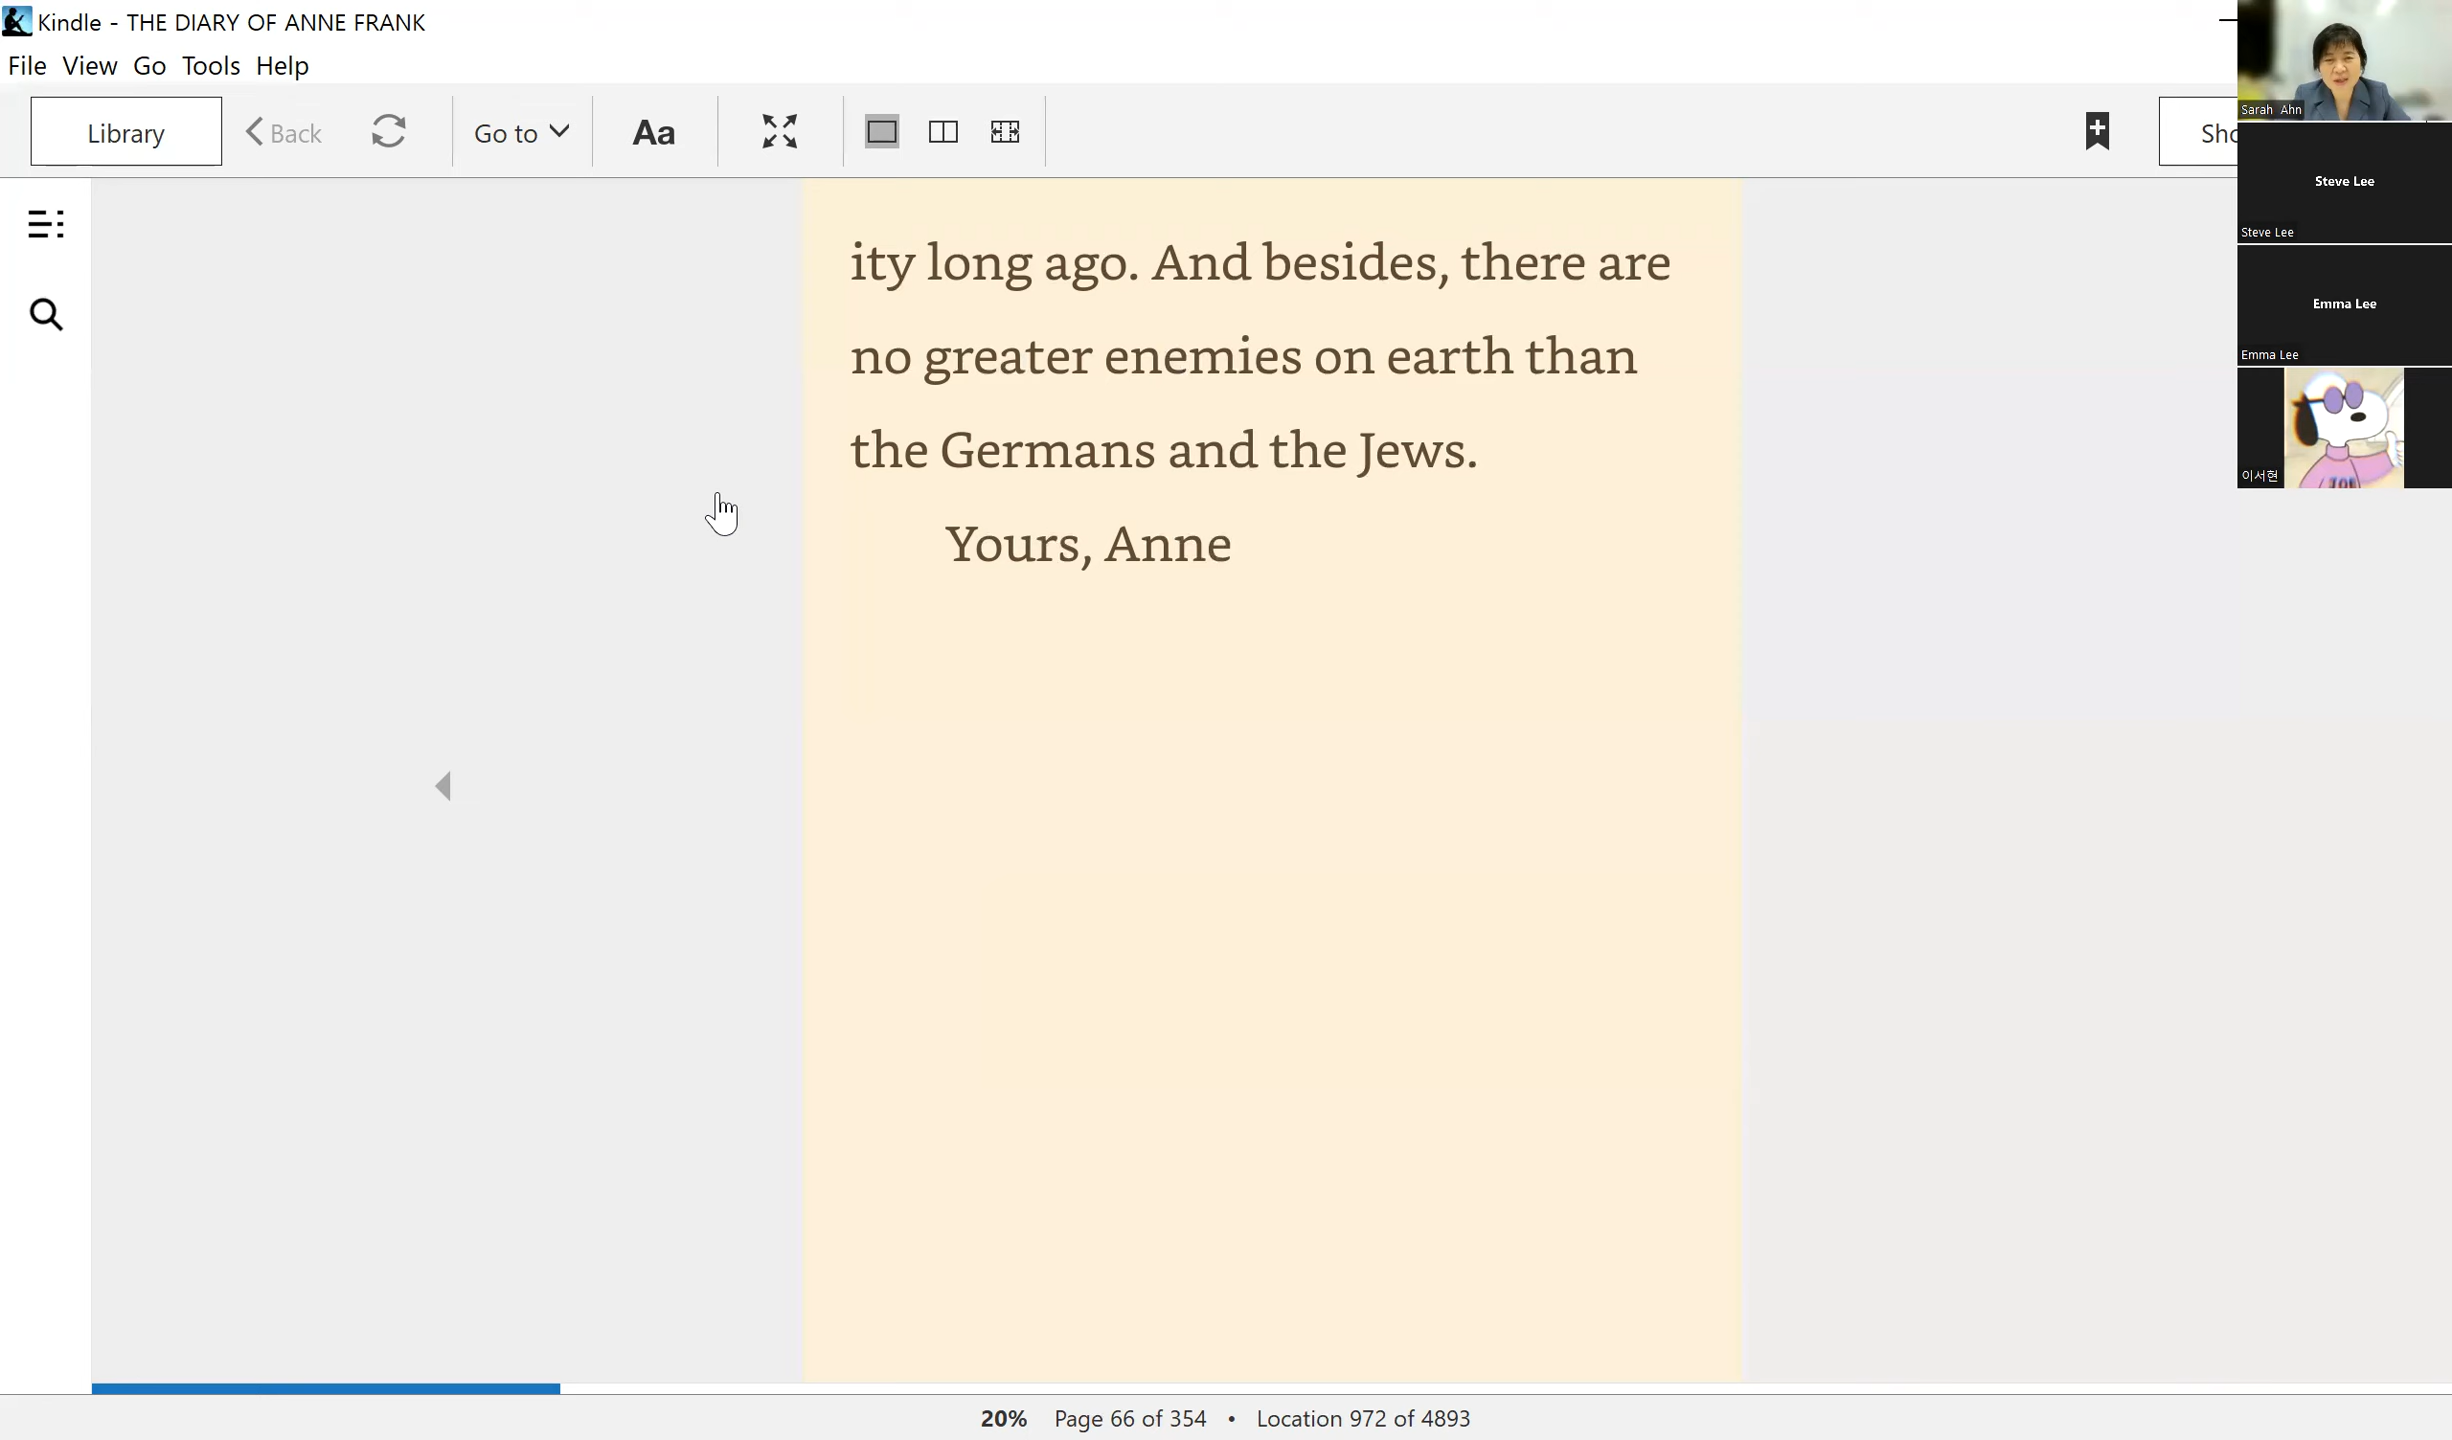 Kindle - THE DIARY OF ANNE FRANK
File View Go Tools Help
Library
Back
Go to
Aa
Sho
ity long ago. And besides, there are
no greater enemies on earth than
the Germans and the Jews.
Yours, Anne
Sarah Ahn
Steve Lee
Steve Lee
Emma Lee
Emma Lee
이서현
20% Page 66 of 354 • Location 972 of 4893